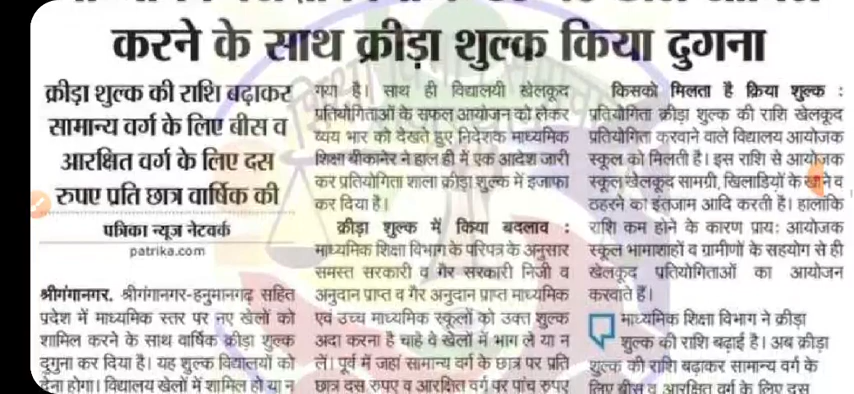 करने के साथ क्रीड़ा शुल्क किया दुगना
क्रीड़ा शुल्क की राशि बढ़ाकर
सामान्य वर्ग के लिए बीस व
आरक्षित वर्ग के लिए दस
रुपए प्रति छात्र वार्षिक की
पत्रिका न्यूज नेटवर्क
patrika.com
श्रीगंगानगर. श्रीगंगानगर-हनुमानगढ़ सहित
प्रदेश में माध्यमिक स्तर पर नए खेलों को
शामिल करने के साथ वार्षिक क्रीड़ा शुल्क
दुगुना कर दिया है। यह शुल्क विद्यालयों को
देना होगा। विद्यालय खेलों में शामिल हो या न
गया है। साथ ही विद्यालयी खेलकूद
प्रतियोगिताओं के सफल आयोजन को लेकर
व्यय भार को देखते हुए निदेशक माध्यमिक
शिक्षा बीकानेर ने हाल ही में एक आदेश जारी
कर प्रतियोगिता शाला क्रीड़ा शुल्क में इजाफा
कर दिया है।
क्रीड़ा शुल्क में किया बदलाव :
माध्यमिक शिक्षा विभाग के परिपत्र के अनुसार
समस्त सरकारी व गैर सरकारी निजी व
अनुदान प्राप्त व गैर अनुदान प्राप्त माध्यमिक
एवं उच्च माध्यमिक स्कूलों को उक्त शुल्क
अदा करना है चाहे वे खेलों में भाग ले या न
लें। पूर्व में जहां सामान्य वर्ग के छात्र पर प्रति
छात्र दस रुपए व आरक्षित वर्ग पर पांच रुपए
किसको मिलता है क्रिया शुल्क :
प्रतियोगिता क्रीड़ा शुल्क की राशि खेलकूद
प्रतियोगिता करवाने वाले विद्यालय आयोजक
स्कूल को मिलती है। इस राशि से आयोजक
स्कूल खेलकूद सामग्री, खिलाडियों के खाने व
ठहरने का इंतजाम आदि करती है। हालांकि
राशि कम होने के कारण प्रायः आयोजक
स्कूल भामाशाहों व ग्रामीणों के सहयोग से ही
खेलकूद प्रतियोगिताओं का आयोजन
करवाते हैं।
माध्यमिक शिक्षा विभाग ने क्रीड़ा
शुल्क की राशि बढ़ाई है। अब क्रीड़ा
शुल्क की राशि बढ़ाकर सामान्य वर्ग के
लिए बीस व आरक्षित वर्ग के लिए दस